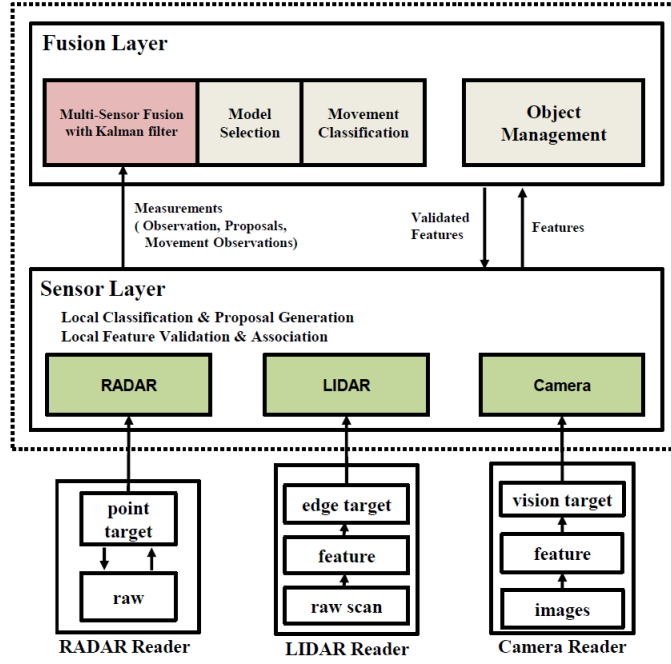 Fusion Layer
Multi-Sensor Fusion
with Kalman filter
Model
Selection
Movement
Classification
Object
Management
Measurements
( Observation, Proposals,
Movement Observations)
Validated
Features
Features
Sensor Layer
Local Classification & Proposal Generation
Local Feature Validation & Association
RADAR
LIDAR
Camera
point
target
raw
RADAR Reader
edge target
feature
raw scan
LIDAR Reader
vision target
feature
images
Camera Reader